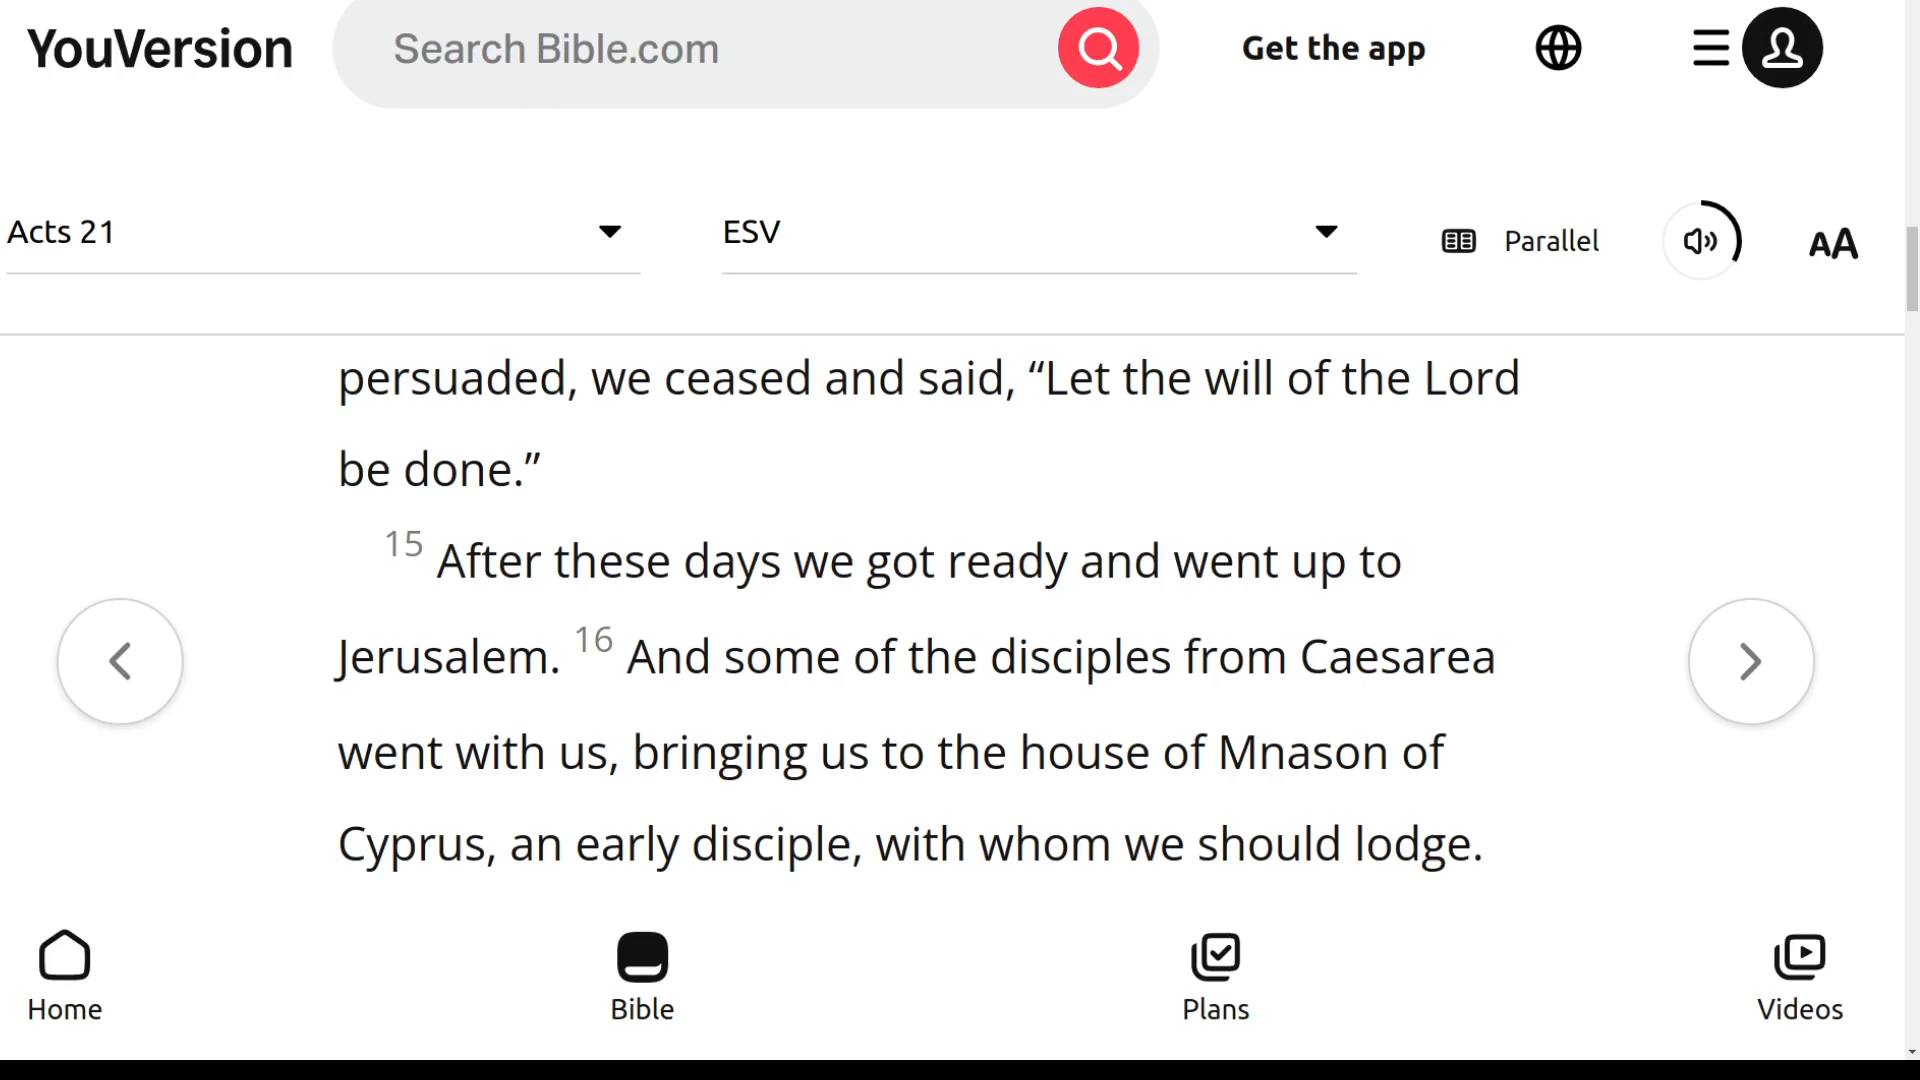 YouVersion
Search Bible.com
Get the app
Acts 21
ESV
Parallel
AA
persuaded, we ceased and said, “Let the will of the Lord
be done.”
15 After these days we got ready and went up to
Jerusalem. 16 And some of the disciples from Caesarea
went with us, bringing us to the house of Mnason of
Cyprus, an early disciple, with whom we should lodge.
Home
Bible
Plans
Videos